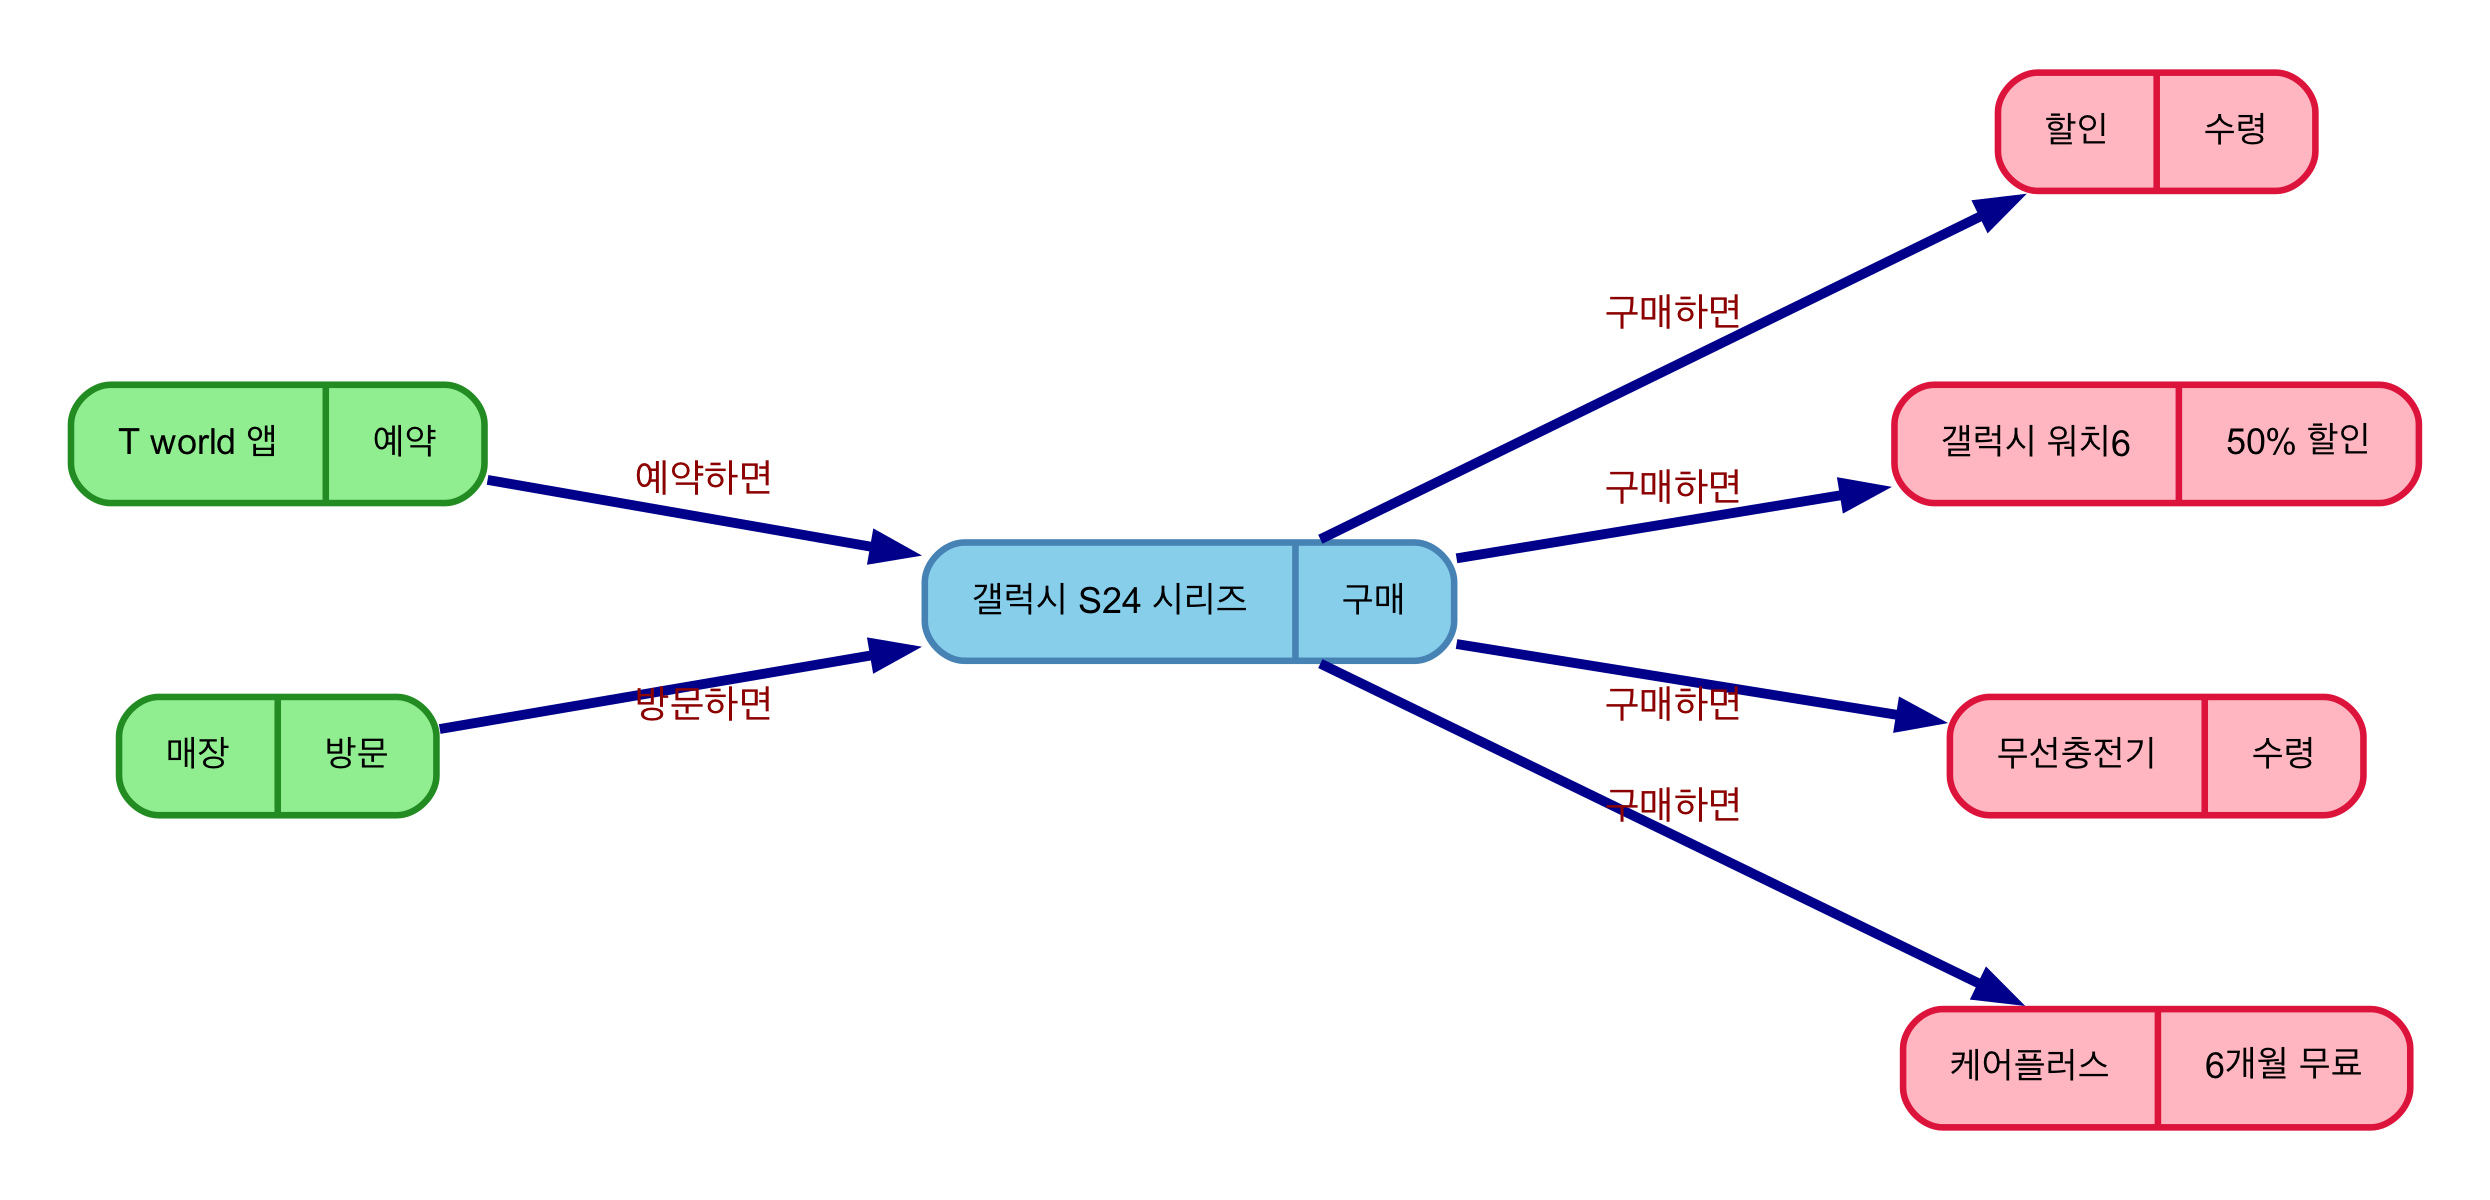 할인 수령
구매하면
T world 앱 예약
예약하면
갤럭시 워치6 50% 할인
구매하면
갤럭시 S24 시리즈 구매
방문하면
구매하면
매장 방문
무선충전기 수령
구매하면
케어플러스 6개월 무료